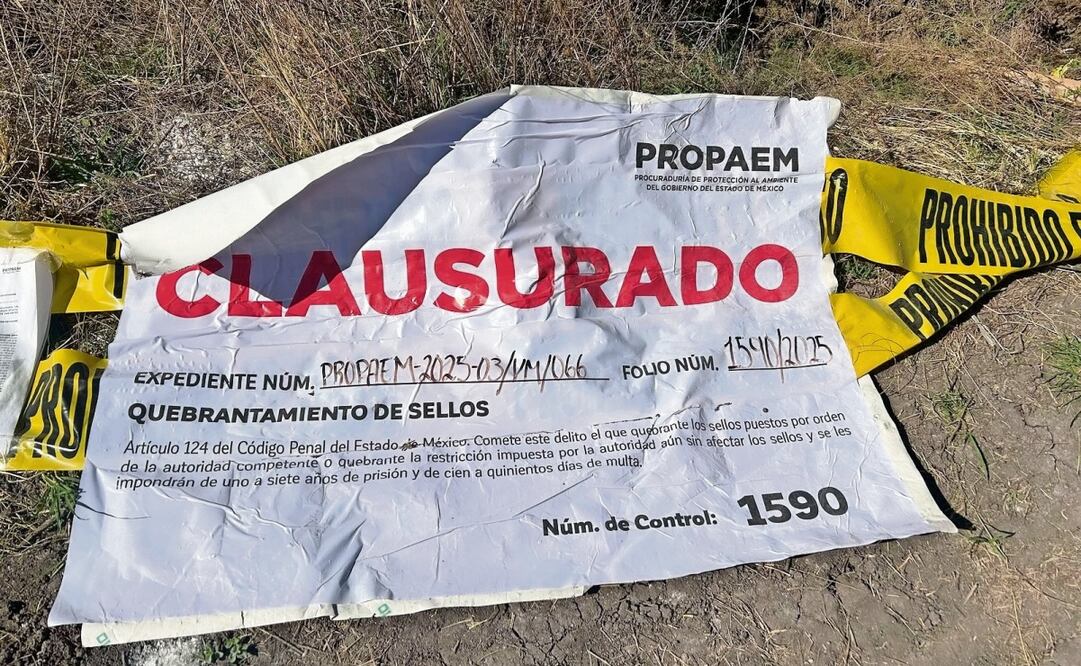 PROPAEM
PROCURADURÍA DE PROTECCIÓN AL AMBIENTE
DEL GOBIERNO DEL ESTADO DE MÉXICO
CLAUSURADO
EXPEDIENTE NÚM. PROPAEM-2025-03/VM/066 FOLIO NÚM. 1590/2025
QUEBRANTAMIENTO DE SELLOS
Artículo 124 del Código Penal del Estado de México. Comete este delito el que quebrante los sellos puestos por orden
de la autoridad competente o quebrante la restricción impuesta por la autoridad aún sin afectar los sellos y se les
impondrán de uno a siete años de prisión y de cien a quinientos días de multa.
Núm. de Control: 1590
PROHIBIDO